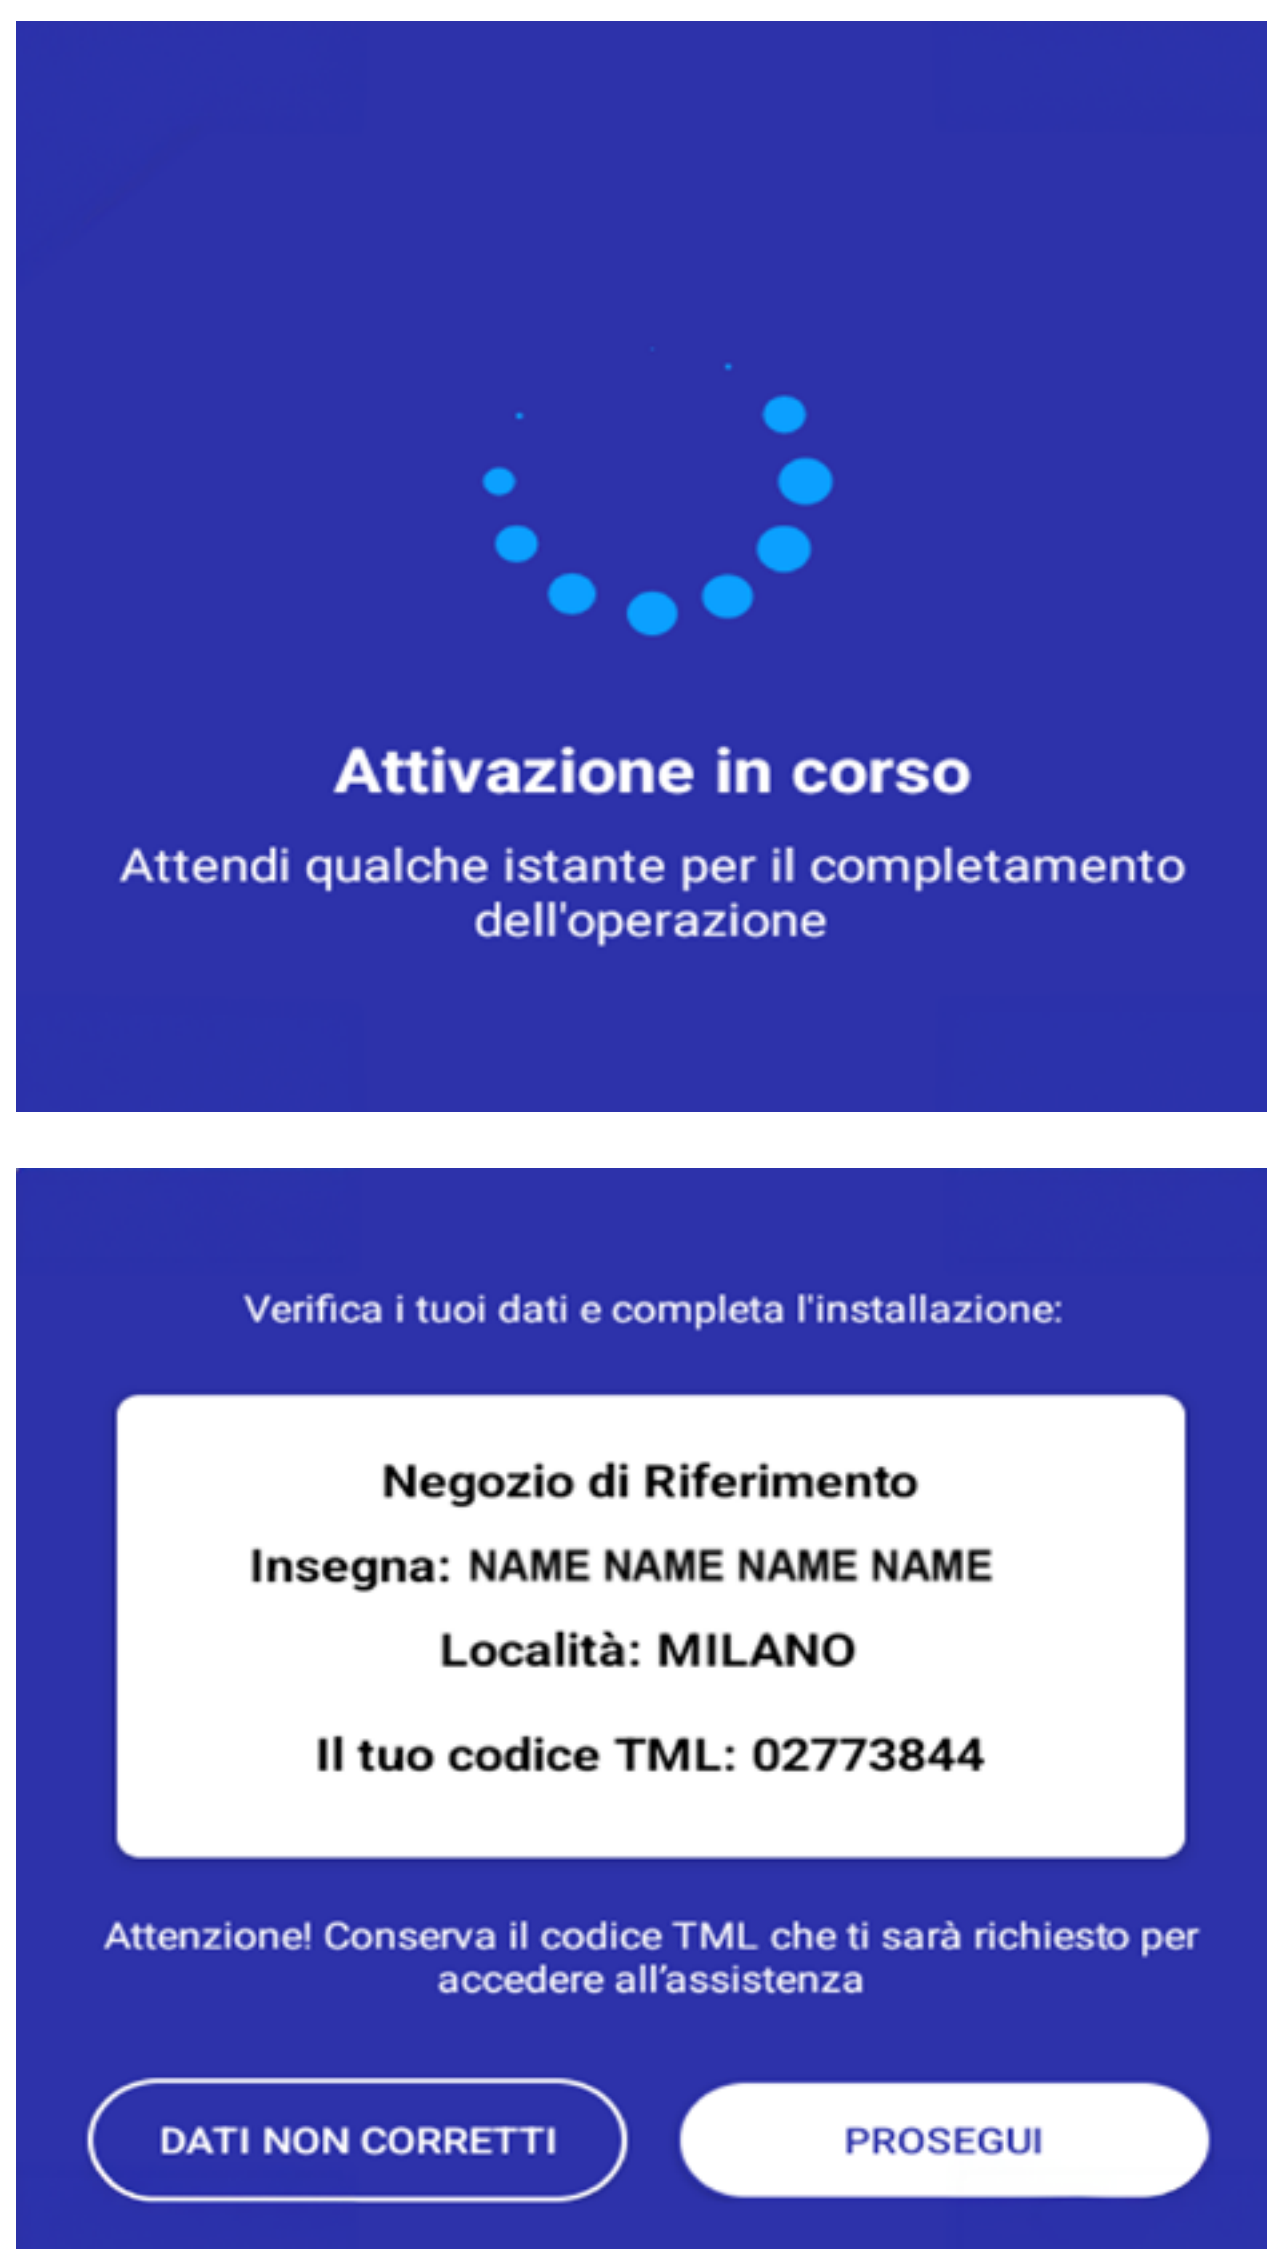 Attivazione in corso
Attendi qualche istante per il completamento
dell'operazione
Verifica i tuoi dati e completa l'installazione:
Negozio di Riferimento
Insegna: NAME NAME NAME NAME
Località: MILANO
Il tuo codice TML: 02773844
Attenzione! Conserva il codice TML che ti sarà richiesto per
accedere all’assistenza
DATI NON CORRETTI
PROSEGUI